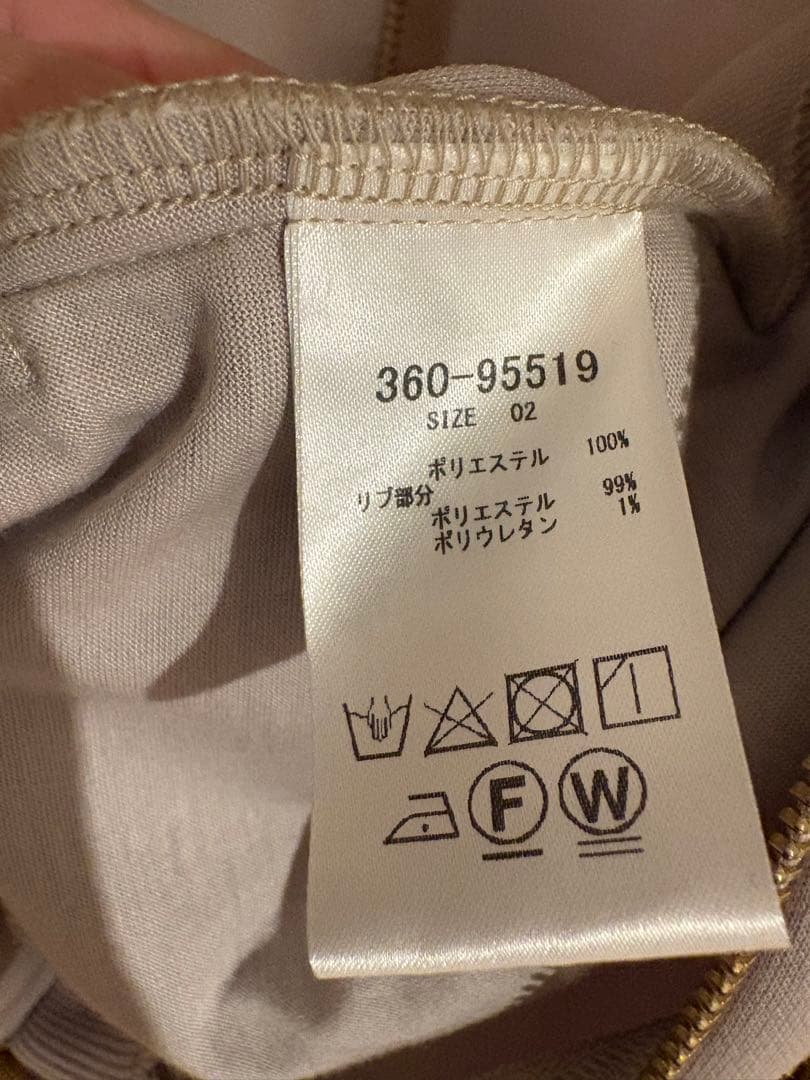 360-95519
SIZE 02
ポリエステル 100%
リブ部分
ポリエステル 99%
ポリウレタン 1%
F W